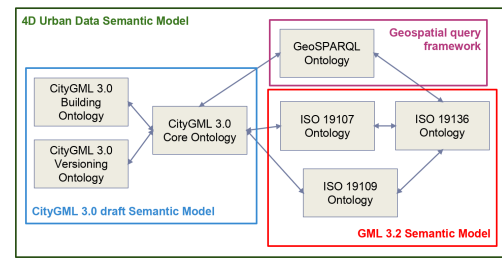 4D Urban Data Semantic Model
Geospatial query
framework
GeoSPARQL
Ontology
CityGML 3.0
Building
Ontology
CityGML 3.0
Versioning
Ontology
CityGML 3.0
Core Ontology
ISO 19107
Ontology
ISO 19136
Ontology
ISO 19109
Ontology
CityGML 3.0 draft Semantic Model
GML 3.2 Semantic Model